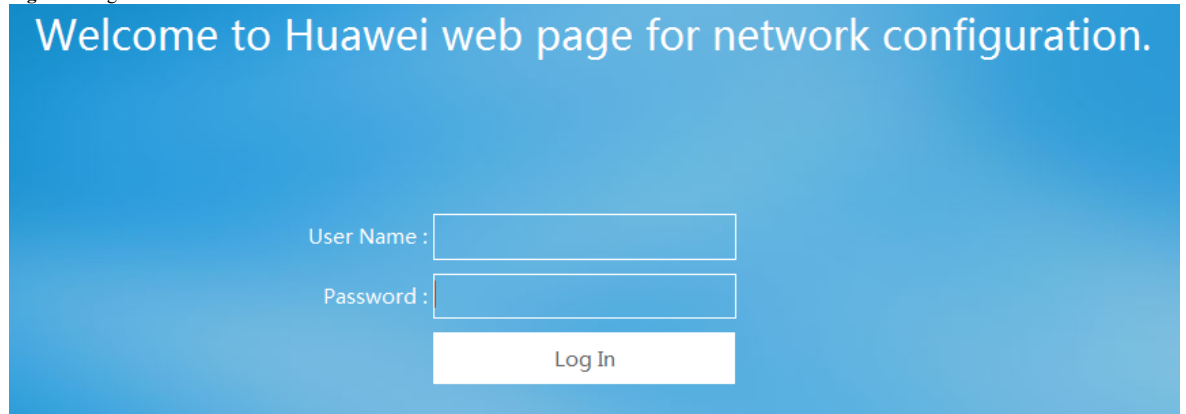 Welcome to Huawei web page for network configuration.
User Name :
Password :
Log In